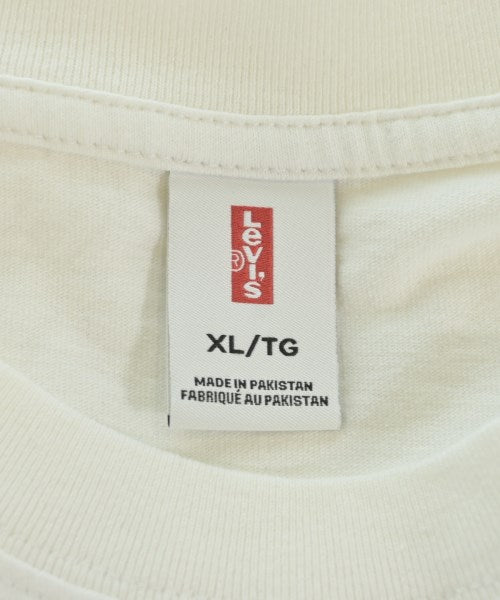 Levi's
®
XL/TG
MADE IN PAKISTAN
FABRIQUÉ AU PAKISTAN